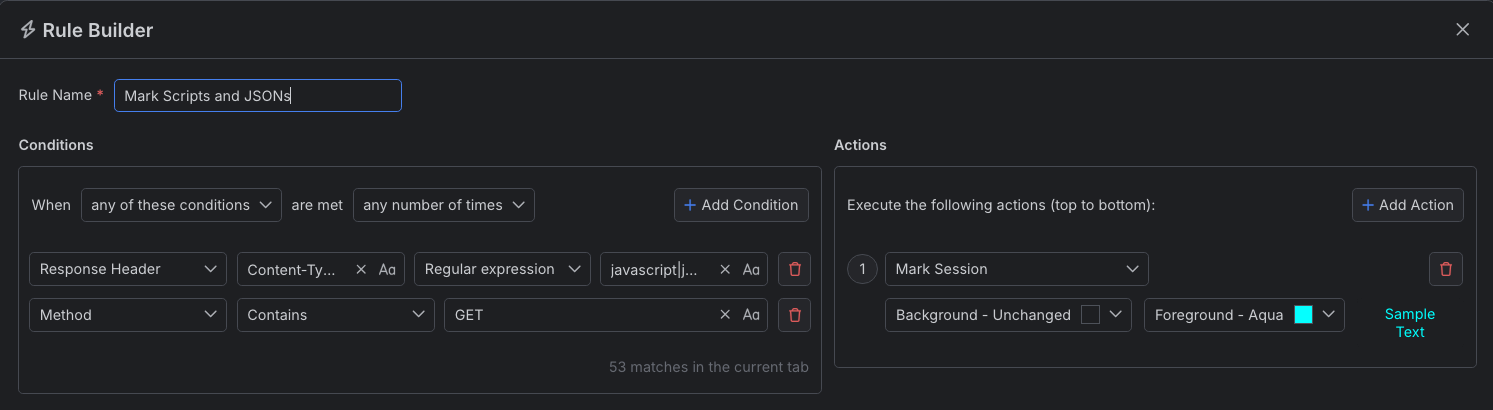 Rule Builder
Rule Name * Mark Scripts and JSONs
Conditions
When any of these conditions are met any number of times + Add Condition
Response Header Content-Ty... Aa Regular expression javascript|j... Aa
Method Contains GET Aa
53 matches in the current tab
Actions
Execute the following actions (top to bottom): + Add Action
1 Mark Session
Background - Unchanged Foreground - Aqua Sample
Text